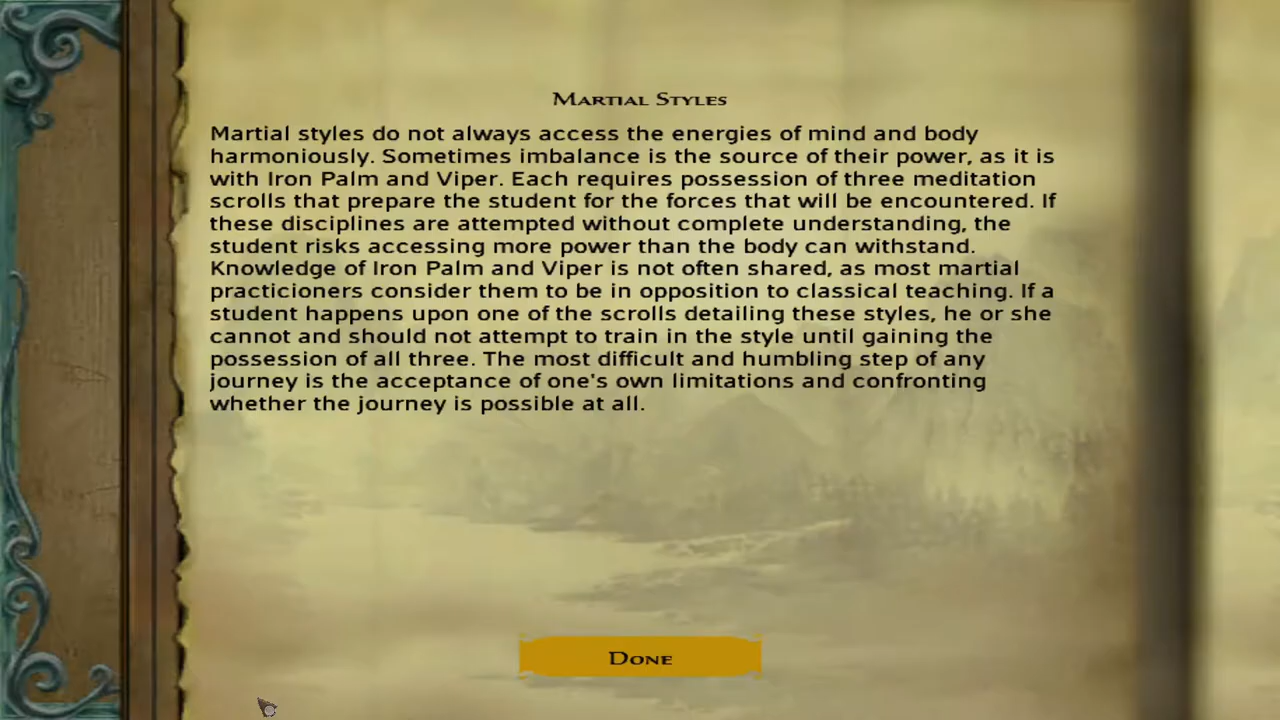 Martial Styles
Martial styles do not always access the energies of mind and body
harmoniously. Sometimes imbalance is the source of their power, as it is
with Iron Palm and Viper. Each requires possession of three meditation
scrolls that prepare the student for the forces that will be encountered. If
these disciplines are attempted without complete understanding, the
student risks accessing more power than the body can withstand.
Knowledge of Iron Palm and Viper is not often shared, as most martial
practicioners consider them to be in opposition to classical teaching. If a
student happens upon one of the scrolls detailing these styles, he or she
cannot and should not attempt to train in the style until gaining the
possession of all three. The most difficult and humbling step of any
journey is the acceptance of one's own limitations and confronting
whether the journey is possible at all.
Done